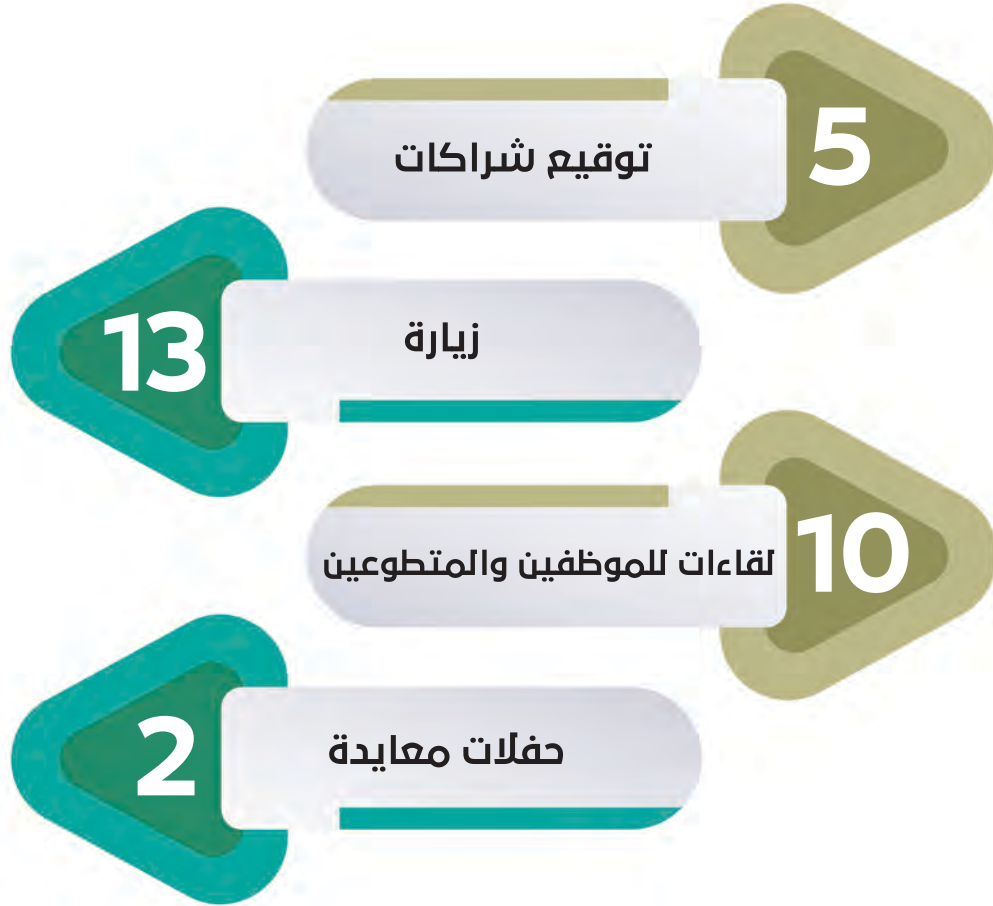 5
توقيع شراكات
13
زيارة
10
لقاءات للموظفين والمتطوعين
2
حفلات معايدة